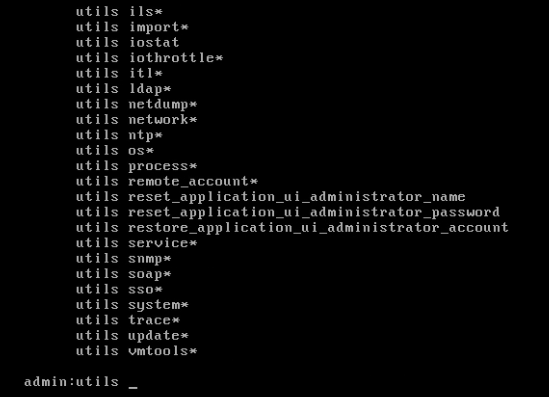 utils ils*
utils import*
utils iostat
utils iothrottle*
utils itl*
utils ldap*
utils netdump*
utils network*
utils ntp*
utils os*
utils process*
utils remote_account*
utils reset_application_ui_administrator_name
utils reset_application_ui_administrator_password
utils restore_application_ui_administrator_account
utils service*
utils snmp*
utils soap*
utils sso*
utils system*
utils trace*
utils update*
utils vmtools*
admin:utils _